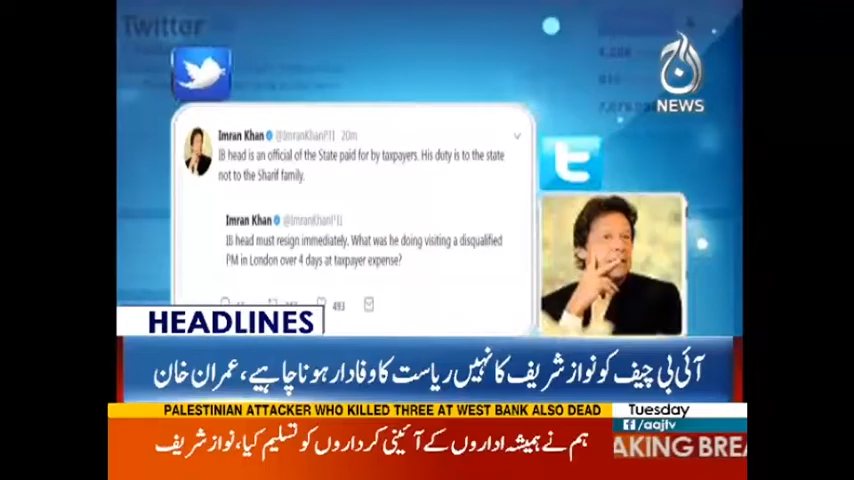 Twitter
آج
NEWS
Imran Khan @ImranKhanPTI 20m
IB head is an official of the State paid for by taxpayers. His duty is to the state
not to the Sharif family.
Imran Khan @ImranKhanPTI
IB head must resign immediately. What was he doing visiting a disqualified
PM in London over 4 days at taxpayer expense?
493
HEADLINES
آئی بی چیف کو نواز شریف کا نہیں ریاست کا وفادار ہونا چاہیے، عمران خان
PALESTINIAN ATTACKER WHO KILLED THREE AT WEST BANK ALSO DEAD
Tuesday
f/aajtv
ہم نے ہمیشہ اداروں کے آئینی کرداروں کو تسلیم کیا، نواز شریف
AKING BREA